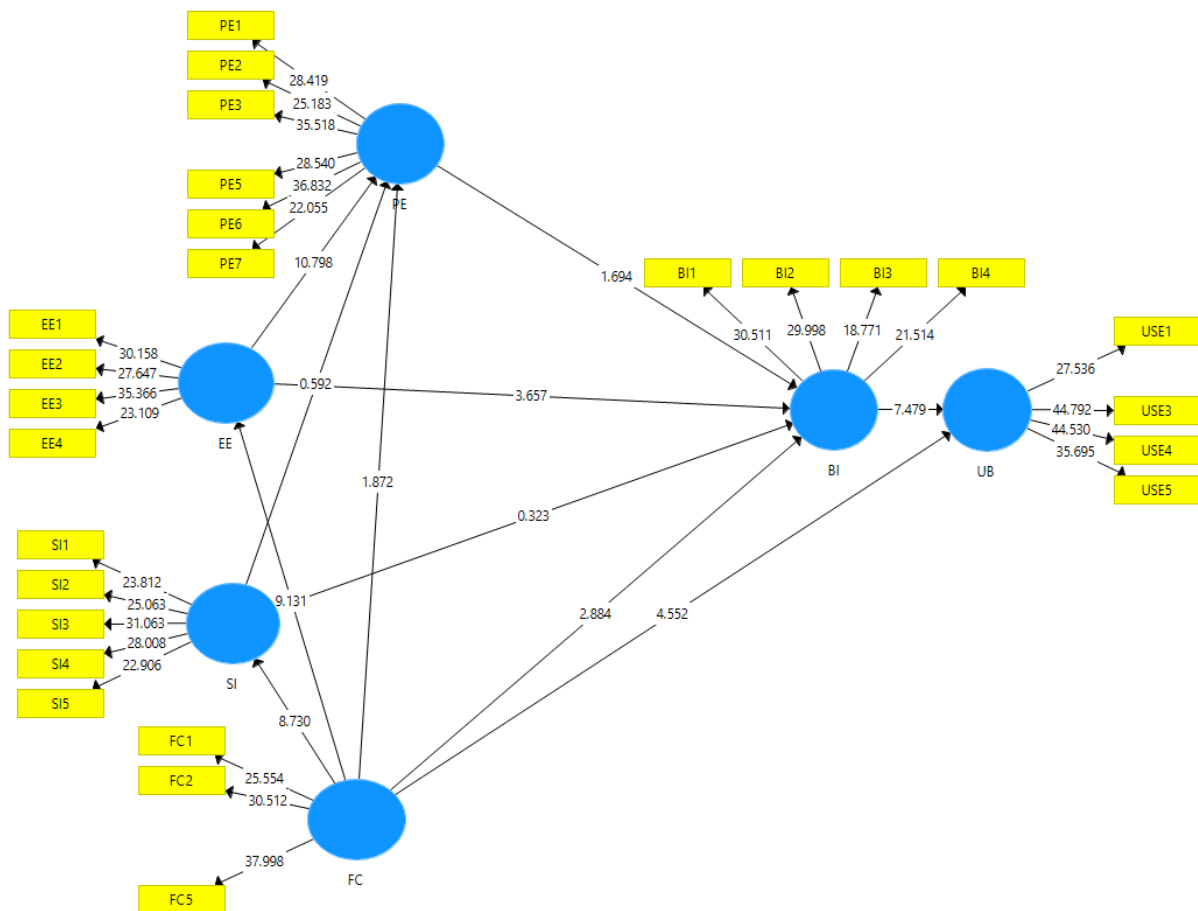 PE1
PE2
PE3
PE5
PE6
PE7
28.419
25.183
35.518
28.540
36.832
22.055
PE
10.798
1.694
BI1
BI2
BI3
BI4
30.511
29.998
18.771
21.514
USE1
USE3
USE4
USE5
27.536
44.792
44.530
35.695
EE1
EE2
EE3
EE4
30.158
27.647
35.366
23.109
EE
0.592
3.657
7.479
BI
UB
1.872
0.323
SI1
SI2
SI3
SI4
SI5
23.812
25.063
31.063
28.008
22.906
SI
9.131
2.884
4.552
8.730
FC1
FC2
FC5
25.554
30.512
37.998
FC